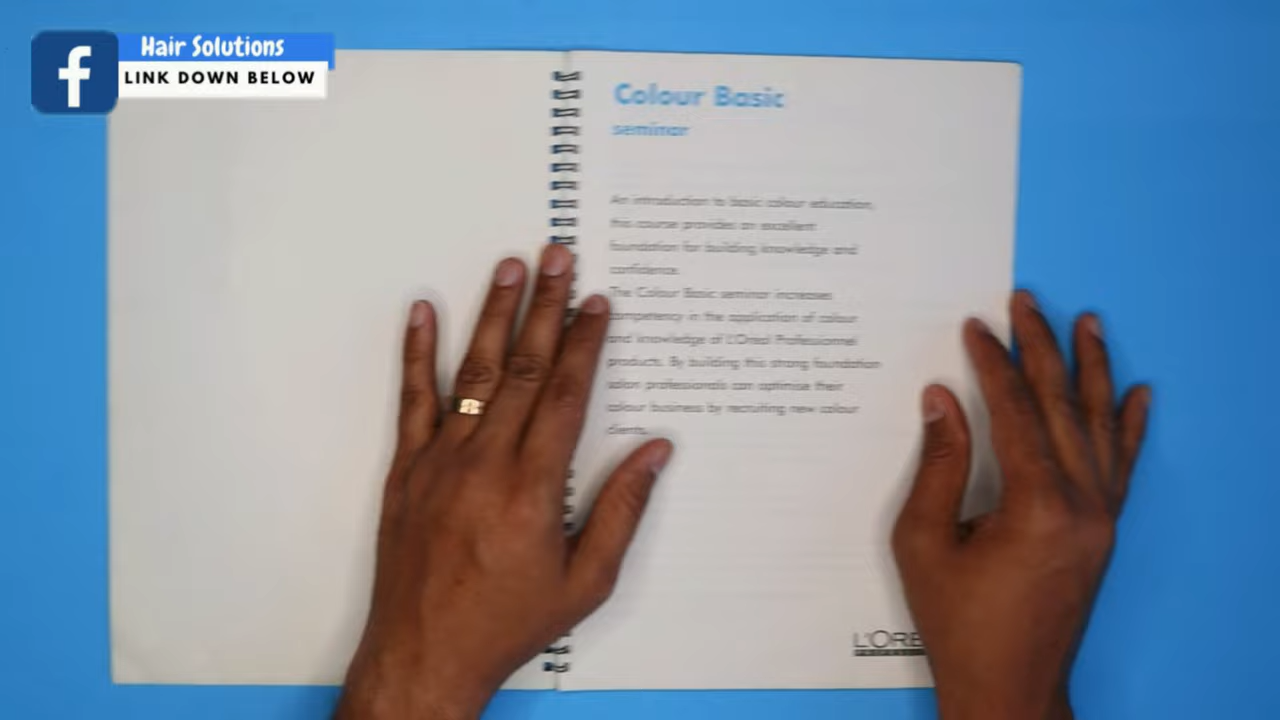 Hair Solutions
LINK DOWN BELOW
Colour Basic
seminar
An introduction to basic colour education,
this course provides an excellent
foundation for building knowledge and
confidence.
The Colour Basic seminar increases
competency in the application of colour
and knowledge of L'Oréal Professionnel
products. By building this strong foundation
salon professionals can optimise their
colour business by recruiting new colour
clients.
L'ORÉ